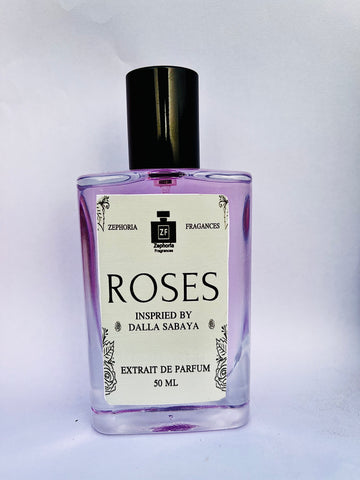 ZEPHORIA FRAGANCES
ZF
Zephoria
Fragrances
ROSES
INSPRIED BY
DALLA SABAYA
EXTRAIT DE PARFUM
50 ML